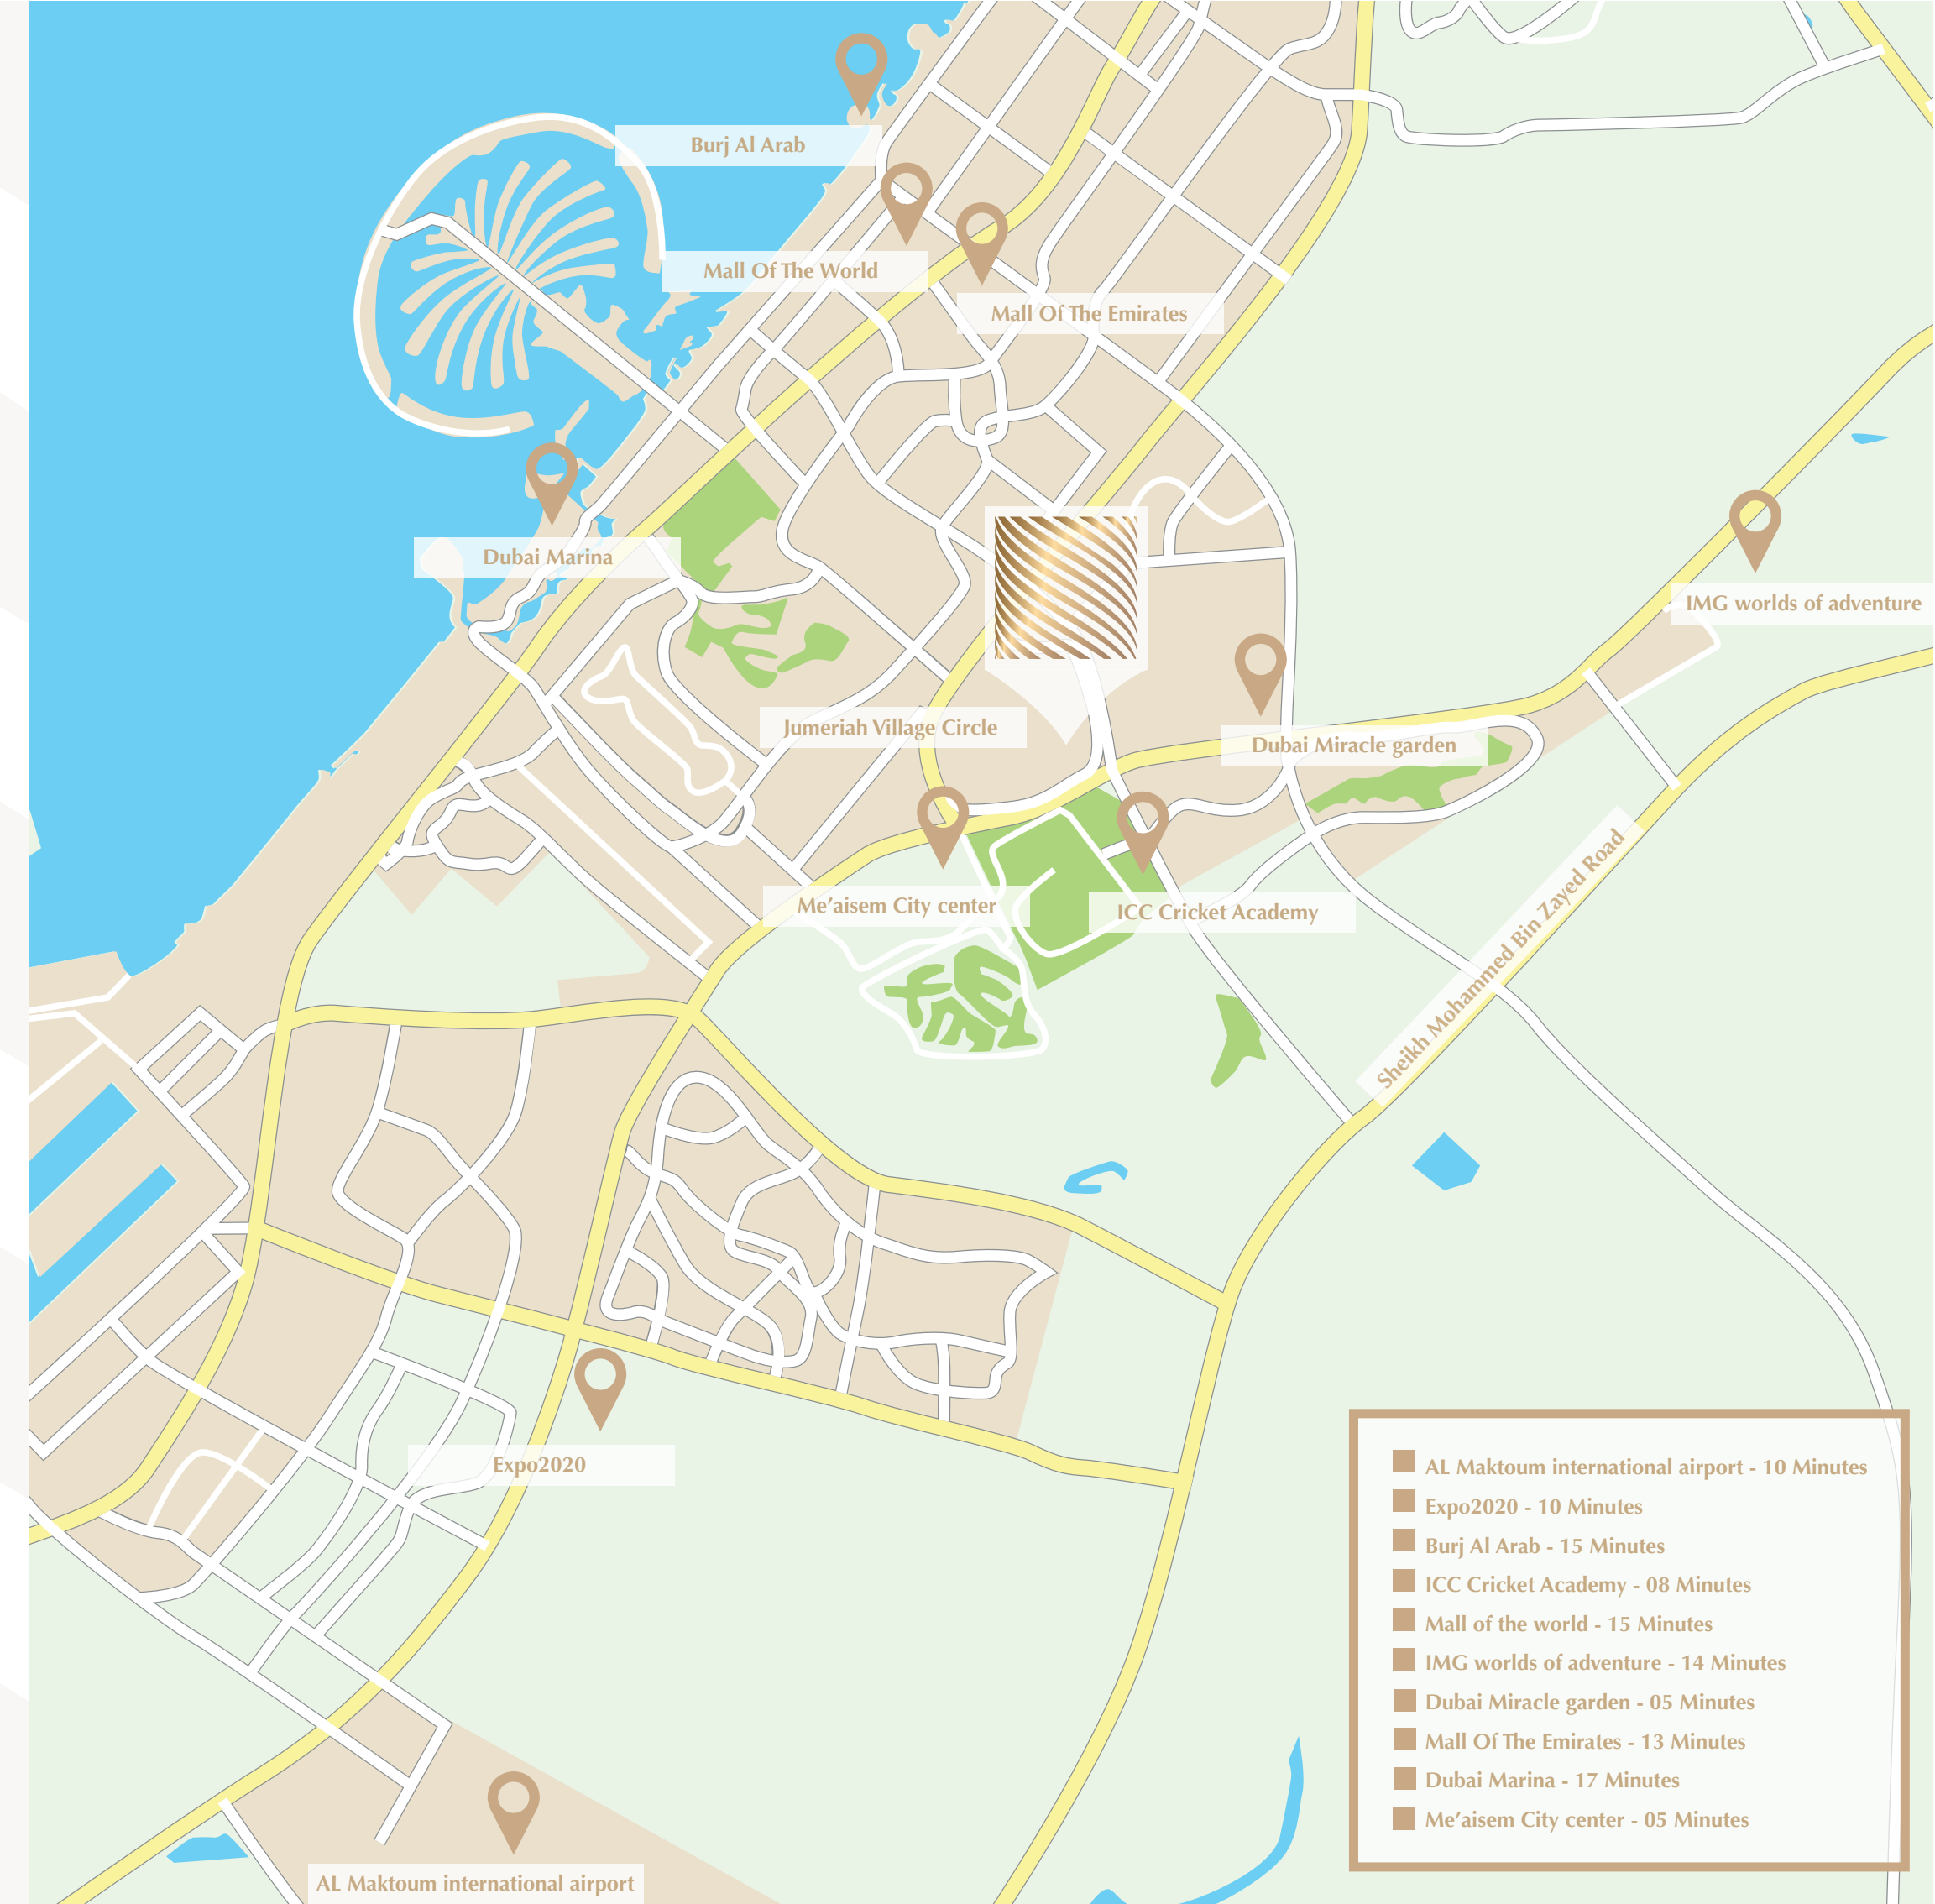 Burj Al Arab
Mall Of The World
Mall Of The Emirates
Dubai Marina
IMG worlds of adventure
Jumeriah Village Circle
Dubai Miracle garden
Me’aisem City center
ICC Cricket Academy
Sheikh Mohammed Bin Zayed Road
Expo2020
AL Maktoum international airport
AL Maktoum international airport - 10 Minutes
Expo2020 - 10 Minutes
Burj Al Arab - 15 Minutes
ICC Cricket Academy - 08 Minutes
Mall of the world - 15 Minutes
IMG worlds of adventure - 14 Minutes
Dubai Miracle garden - 05 Minutes
Mall Of The Emirates - 13 Minutes
Dubai Marina - 17 Minutes
Me’aisem City center - 05 Minutes